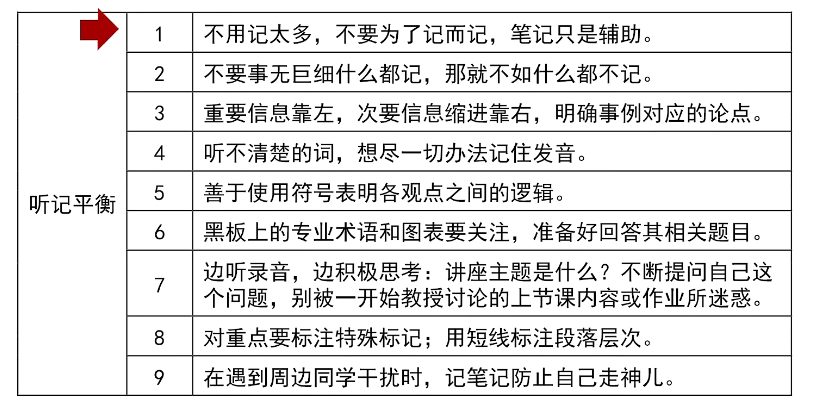 听记平衡
1 不用记太多，不要为了记而记，笔记只是辅助。
2 不要事无巨细什么都记，那就不如什么都不记。
3 重要信息靠左，次要信息缩进靠右，明确事例对应的论点。
4 听不清楚的词，想尽一切办法记住发音。
5 善于使用符号表明各观点之间的逻辑。
6 黑板上的专业术语和图表要关注，准备好回答其相关题目。
7 边听录音，边积极思考：讲座主题是什么？不断提问自己这
个问题，别被一开始教授讨论的上节课内容或作业所迷惑。
8 对重点要标注特殊标记；用短线标注段落层次。
9 在遇到周边同学干扰时，记笔记防止自己走神儿。